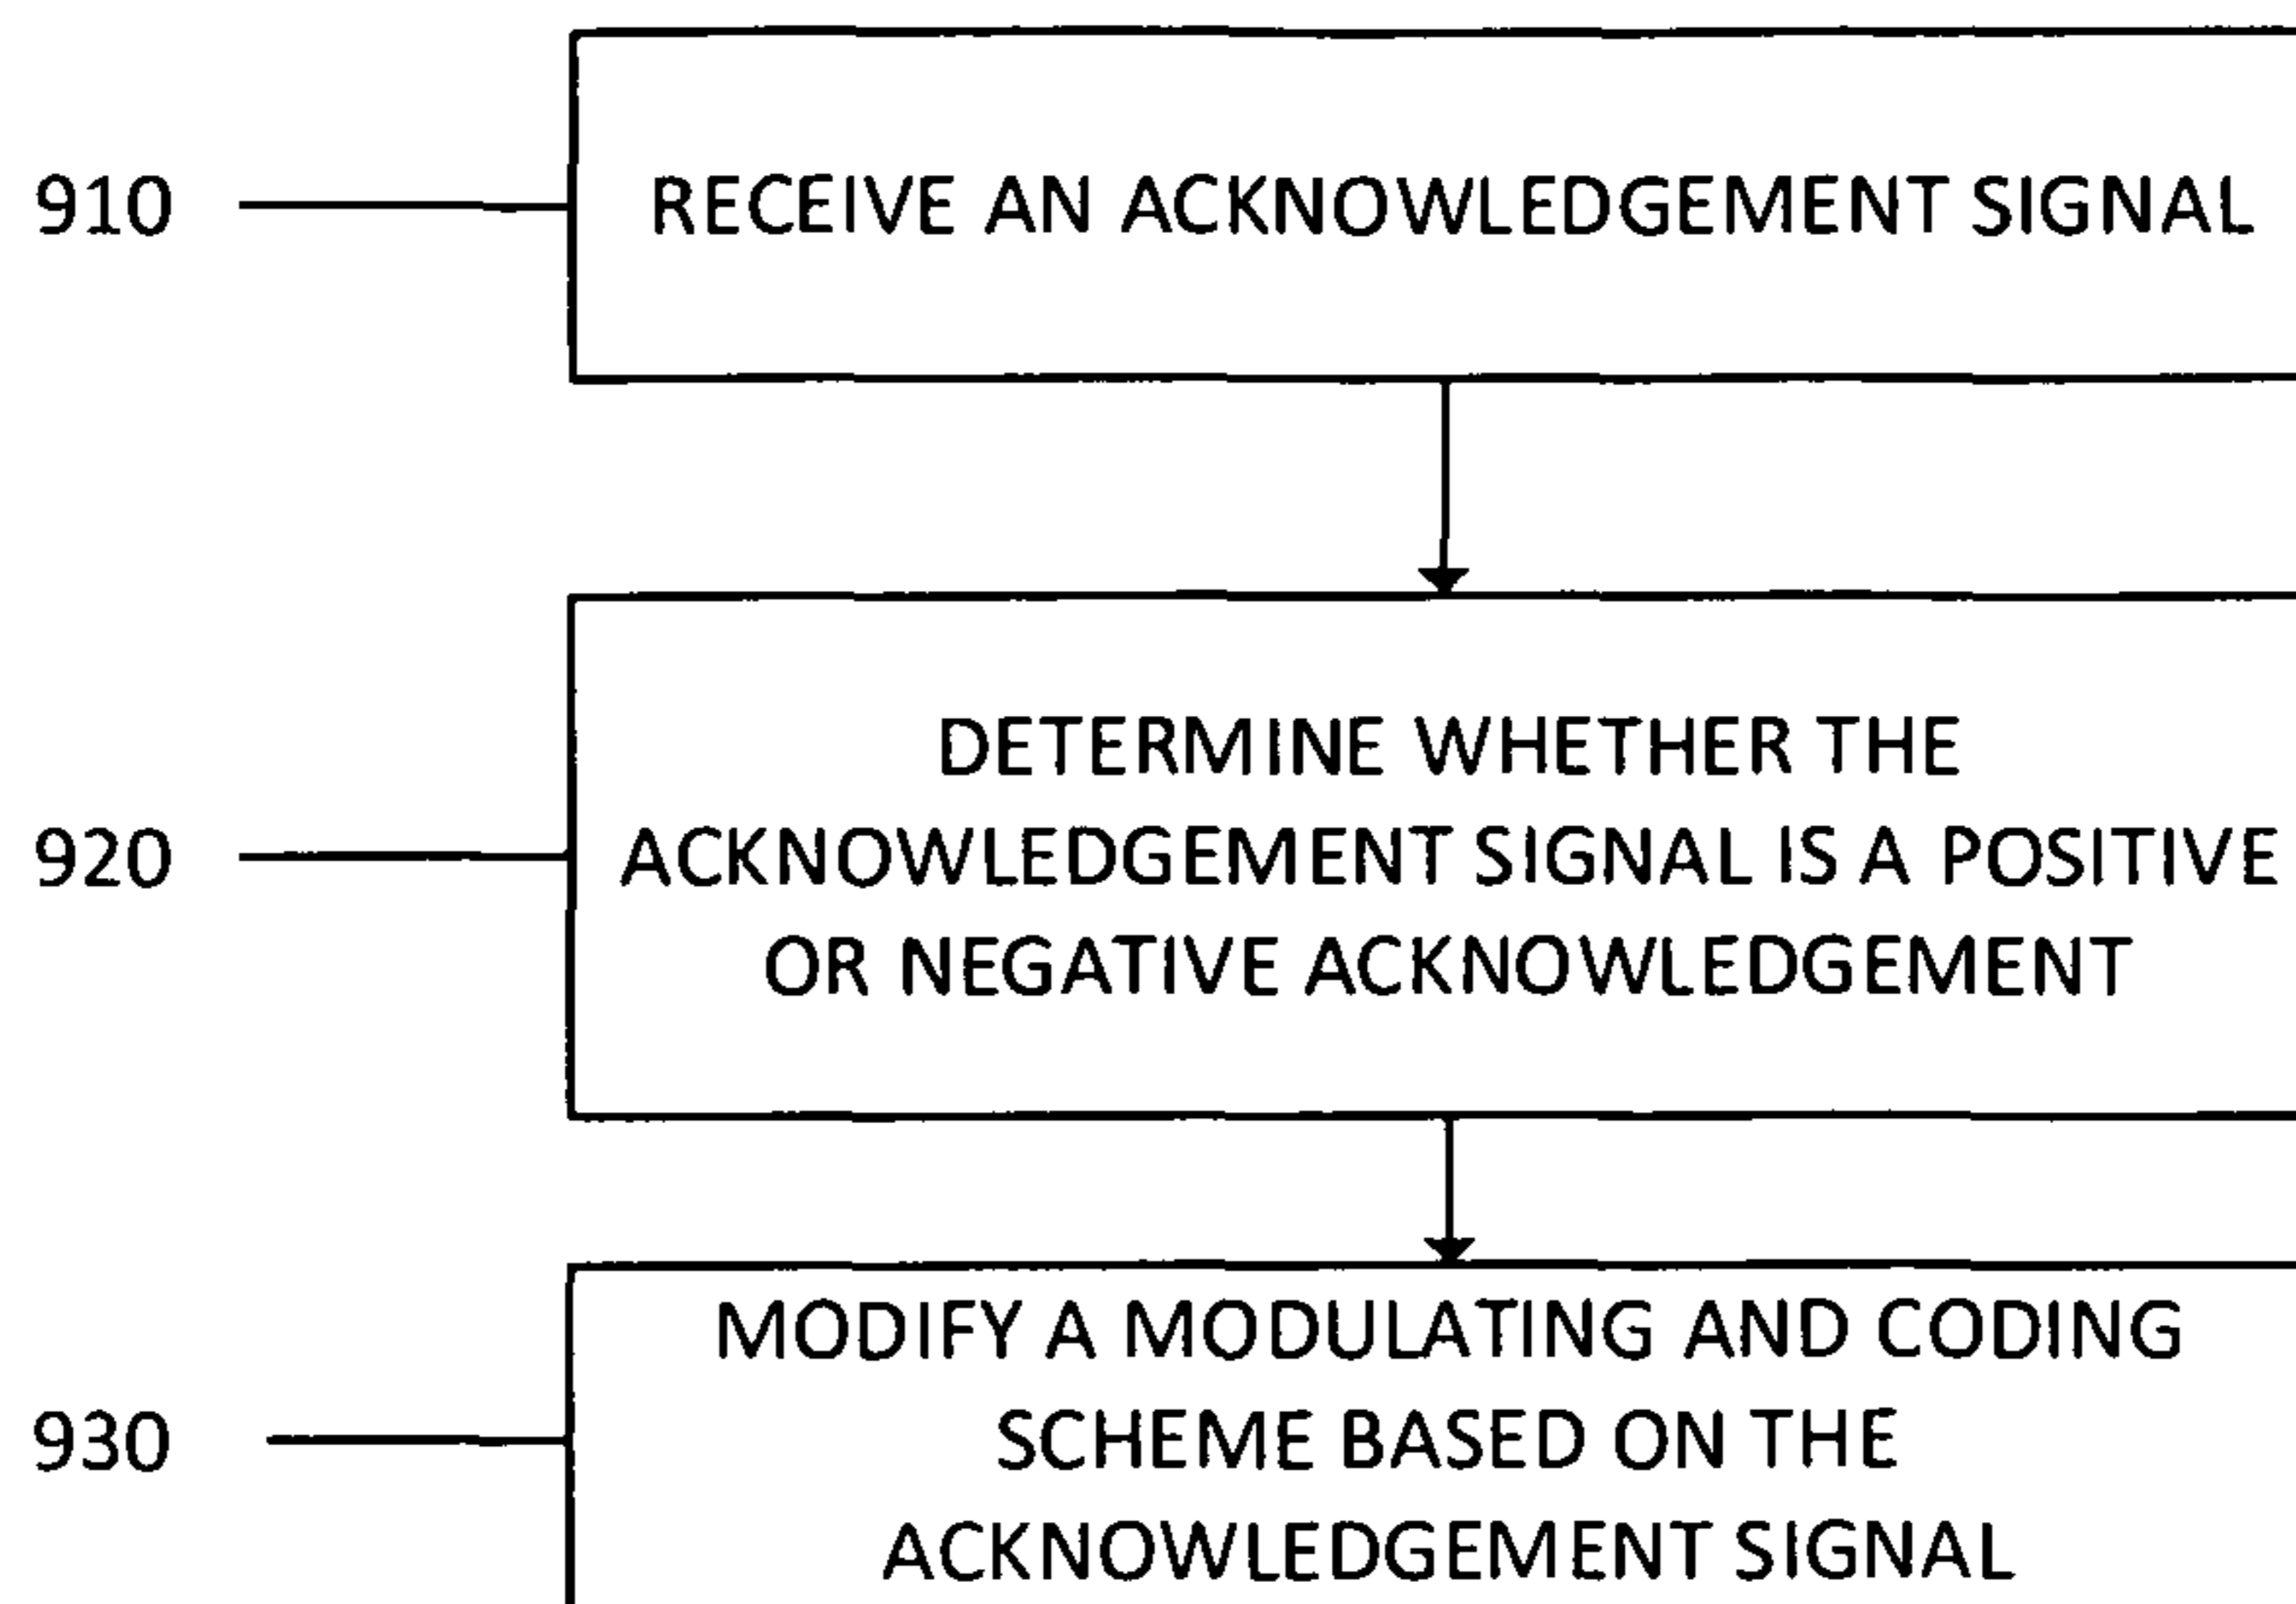 910
RECEIVE AN ACKNOWLEDGEMENT SIGNAL
920
DETERMINE WHETHER THE
ACKNOWLEDGEMENT SIGNAL IS A POSITIVE
OR NEGATIVE ACKNOWLEDGEMENT
930
MODIFY A MODULATING AND CODING
SCHEME BASED ON THE
ACKNOWLEDGEMENT SIGNAL